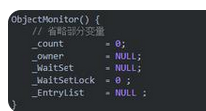 ObjectMonitor() {
// 省略部分变量
_count = 0;
_owner = NULL;
_WaitSet = NULL;
_WaitSetLock = 0 ;
_EntryList = NULL ;
}